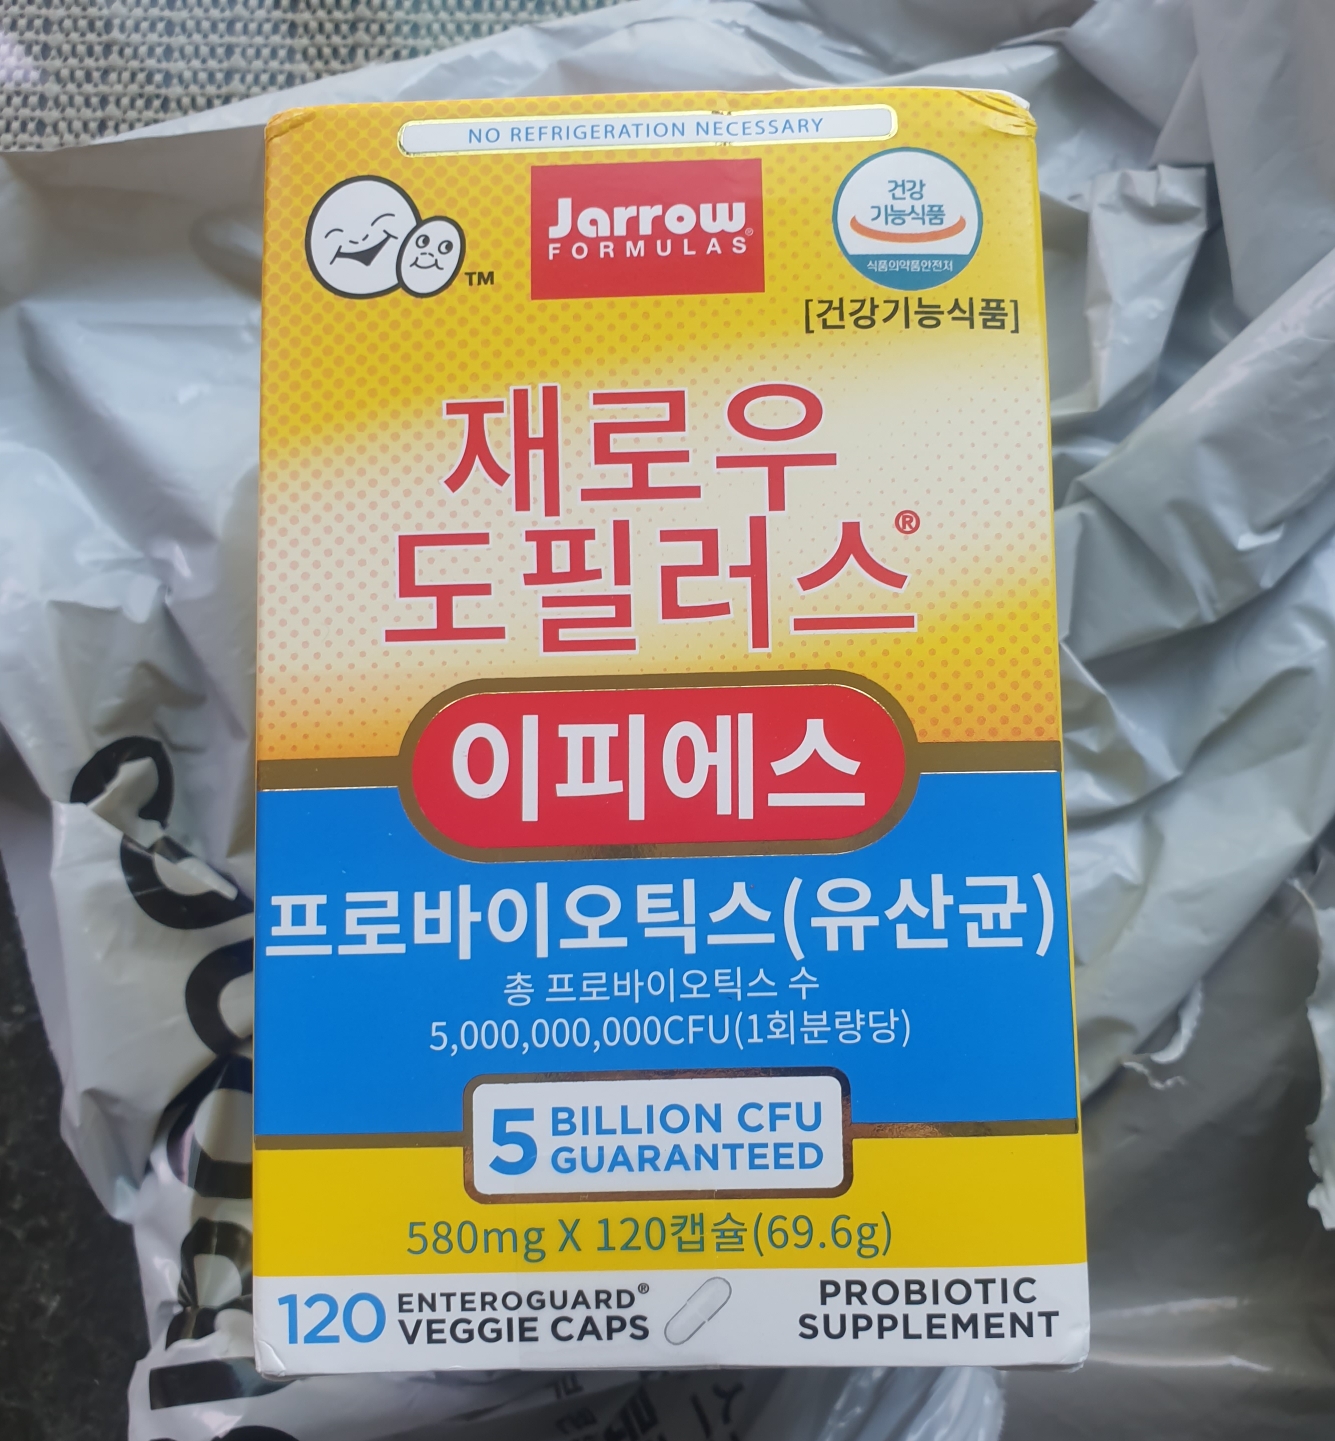 NO REFRIGERATION NECESSARY
TM
Jarrow®
FORMULAS
건강
기능식품
식품의약품안전처
[건강기능식품]
재로우
도필러스®
이피에스
프로바이오틱스(유산균)
총 프로바이오틱스 수
5,000,000,000CFU(1회분량당)
5 BILLION CFU
GUARANTEED
580mg X 120캡슐(69.6g)
120 ENTEROGUARD®
VEGGIE CAPS
PROBIOTIC
SUPPLEMENT